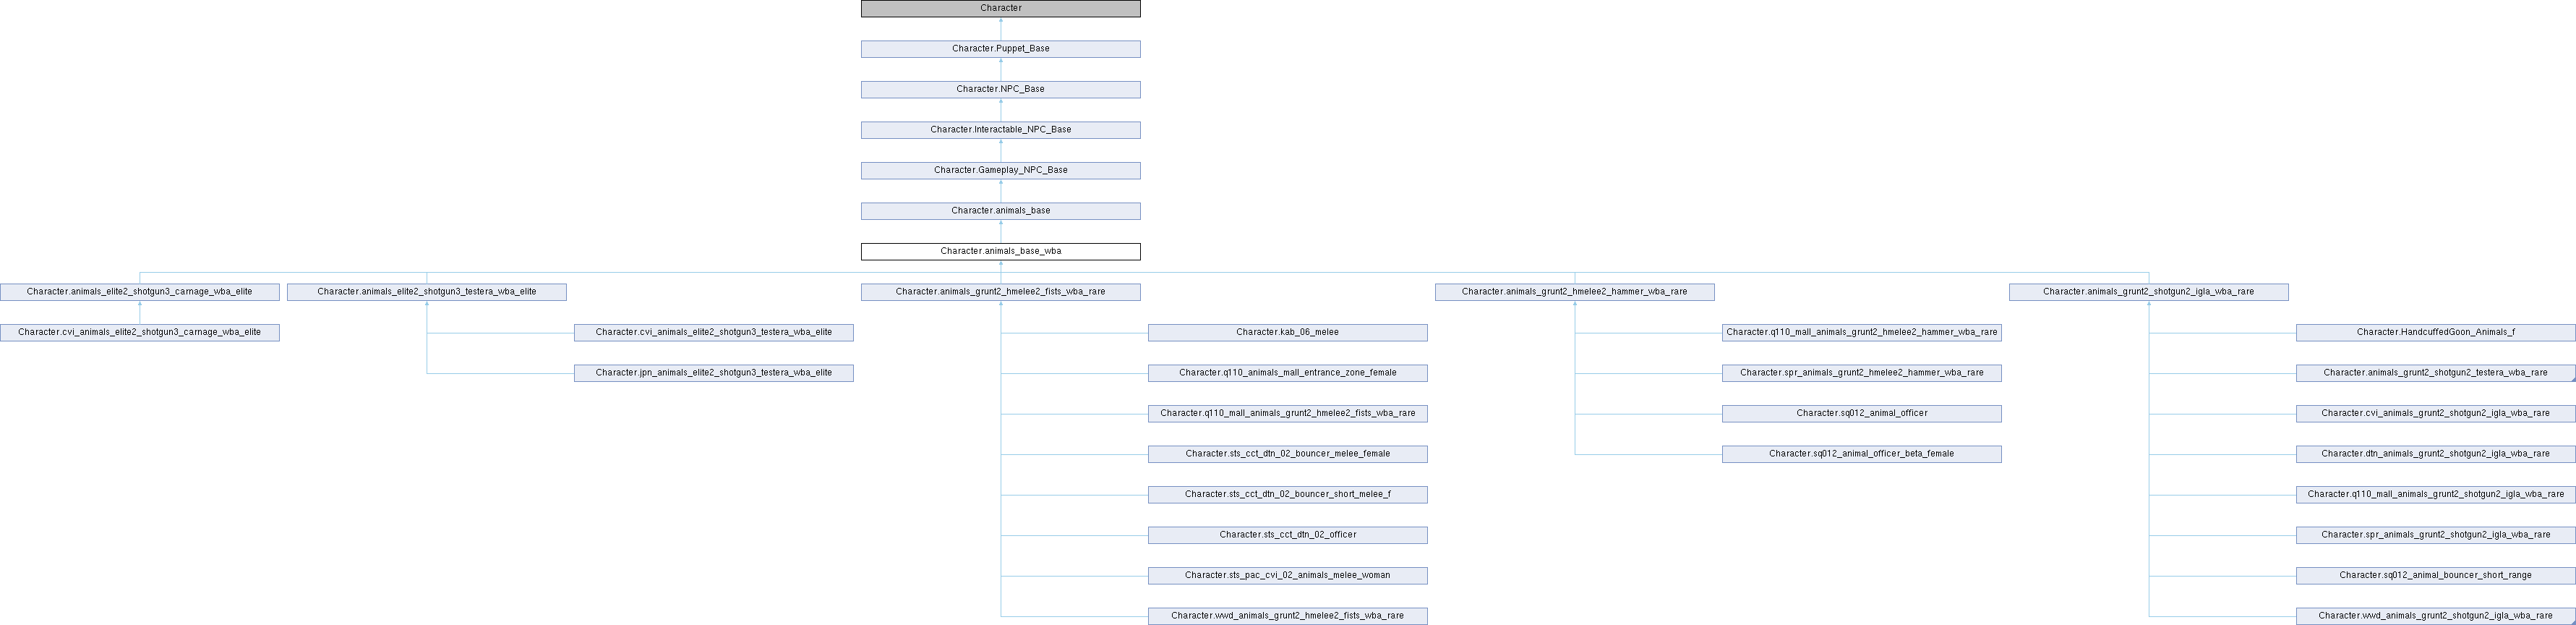 Character
Character.Puppet_Base
Character.NPC_Base
Character.Interactable_NPC_Base
Character.Gameplay_NPC_Base
Character.animals_base
Character.animals_base_wba
Character.animals_elite2_shotgun3_carnage_wba_elite
Character.animals_elite2_shotgun3_testera_wba_elite
Character.animals_grunt2_hmelee2_fists_wba_rare
Character.animals_grunt2_hmelee2_hammer_wba_rare
Character.animals_grunt2_shotgun2_igla_wba_rare
Character.cvi_animals_elite2_shotgun3_carnage_wba_elite
Character.cvi_animals_elite2_shotgun3_testera_wba_elite
Character.kab_06_melee
Character.q110_mall_animals_grunt2_hmelee2_hammer_wba_rare
Character.HandcuffedGoon_Animals_f
Character.jpn_animals_elite2_shotgun3_testera_wba_elite
Character.q110_animals_mall_entrance_zone_female
Character.spr_animals_grunt2_hmelee2_hammer_wba_rare
Character.animals_grunt2_shotgun2_testera_wba_rare
Character.q110_mall_animals_grunt2_hmelee2_fists_wba_rare
Character.sq012_animal_officer
Character.cvi_animals_grunt2_shotgun2_igla_wba_rare
Character.sts_cct_dtn_02_bouncer_melee_female
Character.sq012_animal_officer_beta_female
Character.dtn_animals_grunt2_shotgun2_igla_wba_rare
Character.sts_cct_dtn_02_bouncer_short_melee_f
Character.q110_mall_animals_grunt2_shotgun2_igla_wba_rare
Character.sts_cct_dtn_02_officer
Character.spr_animals_grunt2_shotgun2_igla_wba_rare
Character.sts_pac_cvi_02_animals_melee_woman
Character.sq012_animal_bouncer_short_range
Character.wwd_animals_grunt2_hmelee2_fists_wba_rare
Character.wwd_animals_grunt2_shotgun2_igla_wba_rare